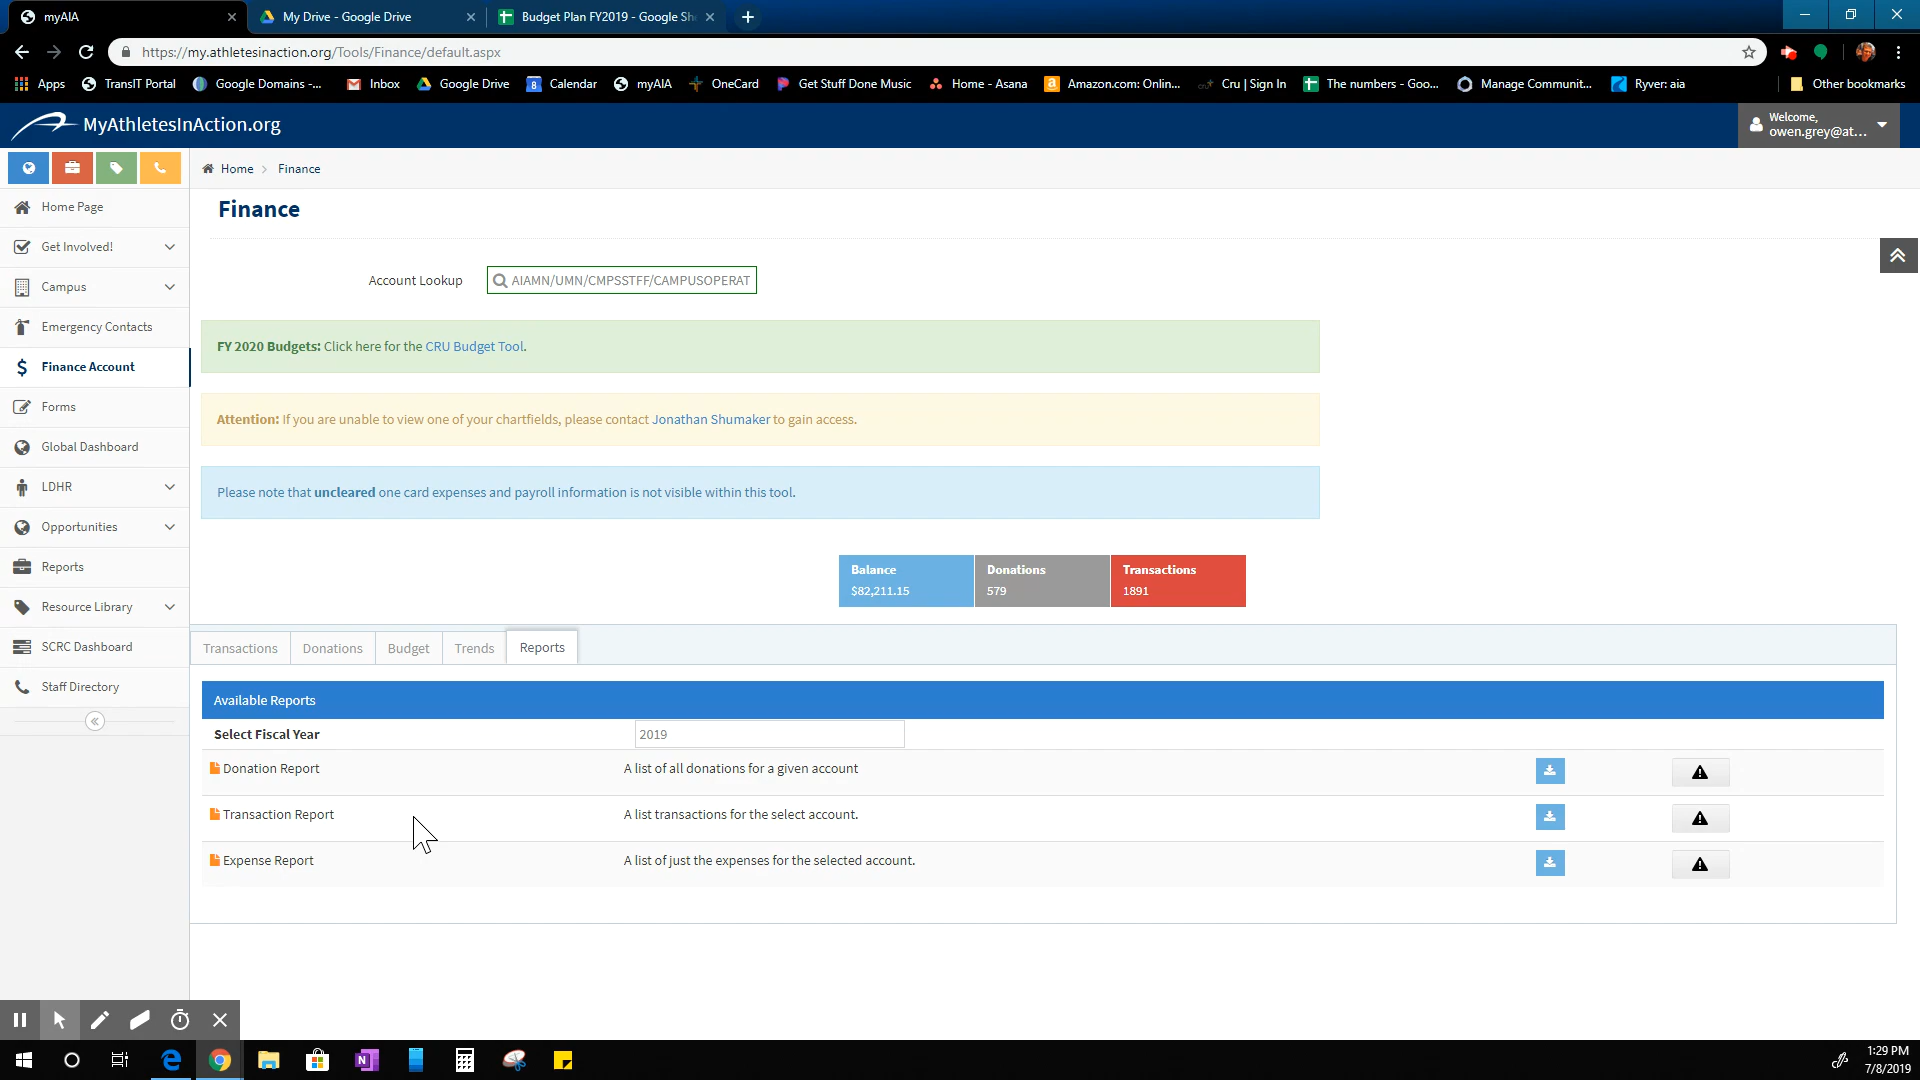 myAIA
My Drive - Google Drive
Budget Plan FY2019 - Google She
https://my.athletesinaction.org/Tools/Finance/default.aspx
Apps
TransIT Portal
Google Domains -...
Inbox
Google Drive
8
Calendar
myAIA
OneCard
Get Stuff Done Music
Home - Asana
Amazon.com: Onlin...
Cru | Sign In
The numbers - Goo...
Manage Communit...
Ryver: aia
Other bookmarks
MyAthletesInAction.org
Welcome,
owen.grey@at...
Home
Finance
Home Page
Get Involved!
Campus
Emergency Contacts
Finance Account
Forms
Global Dashboard
LDHR
Opportunities
Reports
Resource Library
SCRC Dashboard
Staff Directory
Finance
Account Lookup
AIAMN/UMN/CMPSSTFF/CAMPUSOPERAT
FY 2020 Budgets: Click here for the CRU Budget Tool.
Attention: If you are unable to view one of your chartfields, please contact Jonathan Shumaker to gain access.
Please note that uncleared one card expenses and payroll information is not visible within this tool.
Balance
$82,211.15
Donations
579
Transactions
1891
Transactions
Donations
Budget
Trends
Reports
Available Reports
Select Fiscal Year
2019
Donation Report
A list of all donations for a given account
Transaction Report
A list transactions for the select account.
Expense Report
A list of just the expenses for the selected account.
1:29 PM
7/8/2019